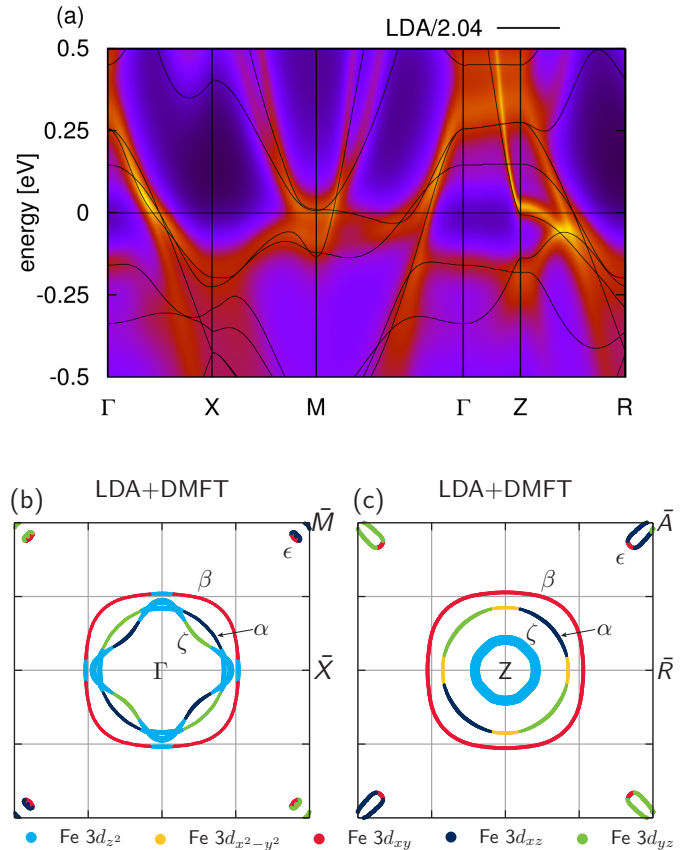 (a)
LDA/2.04
0.5
0.25
0
-0.25
-0.5
energy [eV]
Γ X M Γ Z R
(b) LDA+DMFT
M̄
ϵ
β
α
ζ
Γ
X̄
(c) LDA+DMFT
Ā
ϵ
β
α
ζ
Z
R̄
Fe 3d_{z²} Fe 3d_{x²−y²} Fe 3d_{xy} Fe 3d_{xz} Fe 3d_{yz}